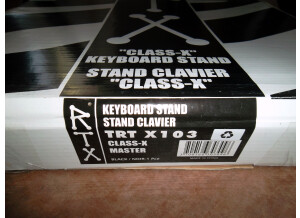 "CLASS-X"
KEYBOARD STAND
STAND CLAVIER
"CLASS-X"
RTX
KEYBOARD STAND
STAND CLAVIER
TRT X103
CLASS-X
MASTER